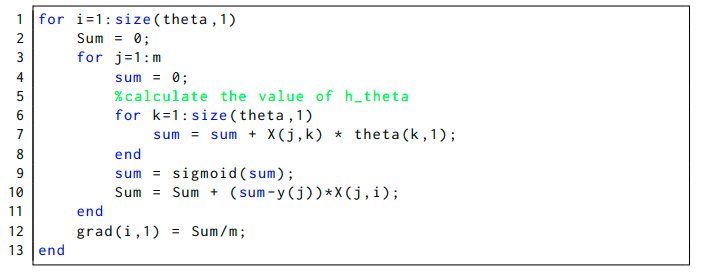 1 for i=1:size(theta,1)
2 Sum = 0;
3 for j=1:m
4 sum = 0;
5 %calculate the value of h_theta
6 for k=1:size(theta,1)
7 sum = sum + X(j,k) * theta(k,1);
8 end
9 sum = sigmoid(sum);
10 Sum = Sum + (sum-y(j))*X(j,i);
11 end
12 grad(i,1) = Sum/m;
13 end